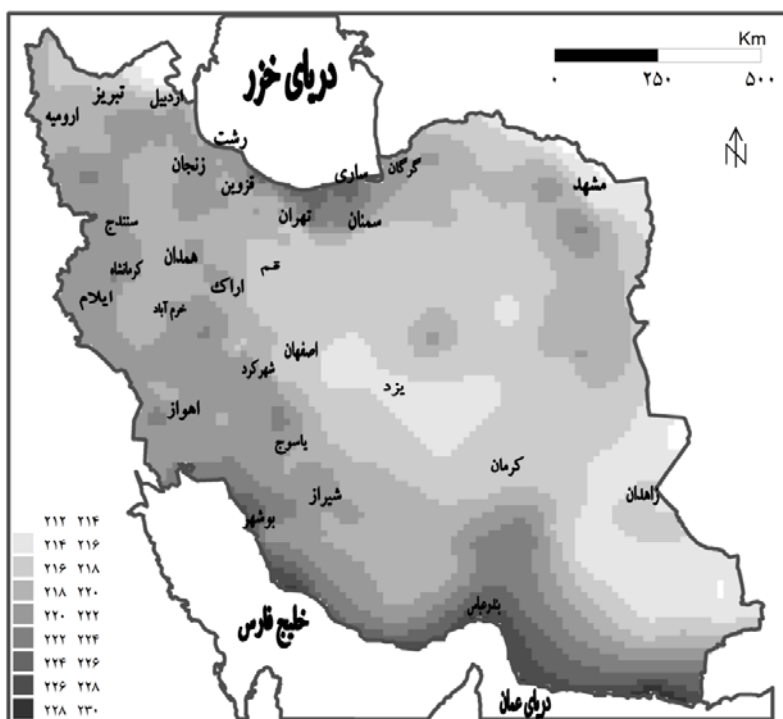 دریای خزر
Km
۰ ۲۵۰ ۵۰۰
N
تبریز
اردبیل
ارومیه
رشت
زنجان
قزوین
ساری
گرگان
مشهد
سنندج
تهران
سمنان
همدان
کرمانشاه
قم
ایلام
اراک
خرم آباد
اصفهان
شهرکرد
یزد
اهواز
یاسوج
کرمان
شیراز
زاهدان
بوشهر
بندرعباس
خلیج فارس
دریای عمان
۲۱۲ ۲۱۴
۲۱۴ ۲۱۶
۲۱۶ ۲۱۸
۲۱۸ ۲۲۰
۲۲۰ ۲۲۲
۲۲۲ ۲۲۴
۲۲۴ ۲۲۶
۲۲۶ ۲۲۸
۲۲۸ ۲۳۰